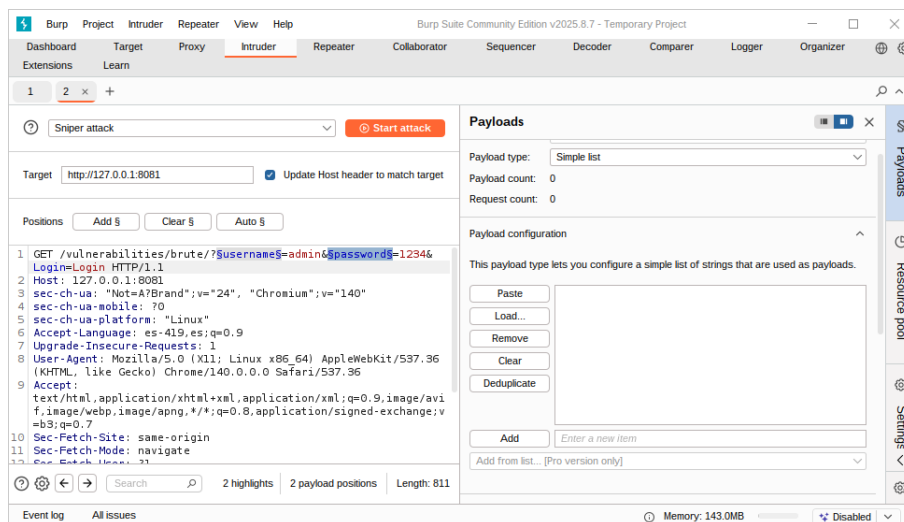 Burp Project Intruder Repeater View Help Burp Suite Community Edition v2025.8.7 - Temporary Project
Dashboard Target Proxy Intruder Repeater Collaborator Sequencer Decoder Comparer Logger Organizer
Extensions Learn
1 2 × +
Sniper attack Start attack
Target http://127.0.0.1:8081 Update Host header to match target
Positions Add § Clear § Auto §
1 GET /vulnerabilities/brute/?§username§=admin&§password§=1234&
Login=Login HTTP/1.1
2 Host: 127.0.0.1:8081
3 sec-ch-ua: "Not=A?Brand";v="24", "Chromium";v="140"
4 sec-ch-ua-mobile: ?0
5 sec-ch-ua-platform: "Linux"
6 Accept-Language: es-419,es;q=0.9
7 Upgrade-Insecure-Requests: 1
8 User-Agent: Mozilla/5.0 (X11; Linux x86_64) AppleWebKit/537.36
(KHTML, like Gecko) Chrome/140.0.0.0 Safari/537.36
9 Accept:
text/html,application/xhtml+xml,application/xml;q=0.9,image/avi
f,image/webp,image/apng,*/*;q=0.8,application/signed-exchange;v
=b3;q=0.7
10 Sec-Fetch-Site: same-origin
11 Sec-Fetch-Mode: navigate
12 Sec-Fetch-User: ?1
Search 2 highlights 2 payload positions Length: 811
Payloads
Payload type: Simple list
Payload count: 0
Request count: 0
Payload configuration
This payload type lets you configure a simple list of strings that are used as payloads.
Paste
Load...
Remove
Clear
Deduplicate
Add Enter a new item
Add from list... [Pro version only]
§ Payloads
Resource pool
Settings
Event log All issues Memory: 143.0MB Disabled